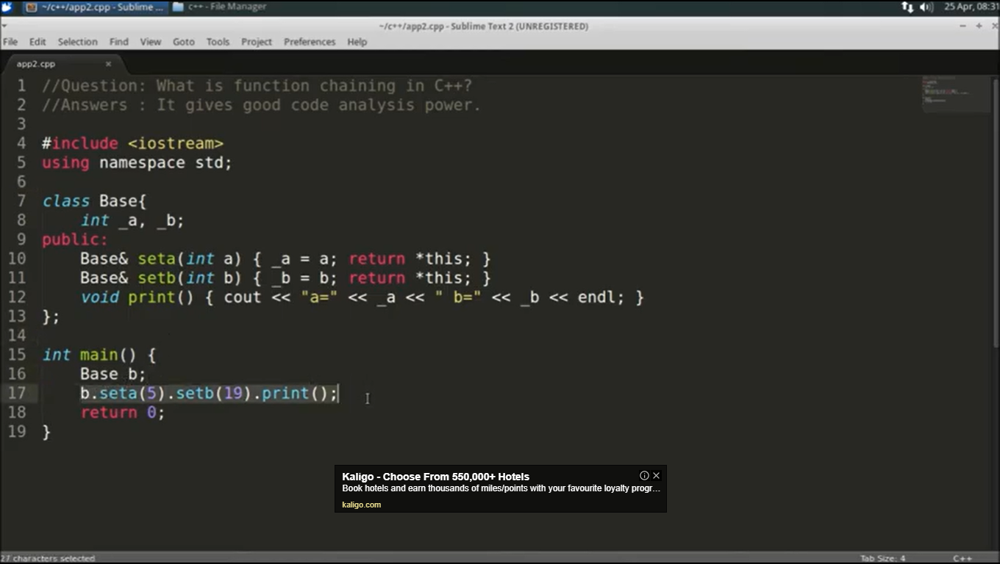 ~/c++/app2.cpp - Sublime ...
c++ - File Manager
25 Apr, 08:31
~/c++/app2.cpp - Sublime Text 2 (UNREGISTERED)
File Edit Selection Find View Goto Tools Project Preferences Help
app2.cpp
1 //Question: What is function chaining in C++?
2 //Answers : It gives good code analysis power.
3
4 #include <iostream>
5 using namespace std;
6
7 class Base{
8     int _a, _b;
9 public:
10     Base& seta(int a) { _a = a; return *this; }
11     Base& setb(int b) { _b = b; return *this; }
12     void print() { cout << "a=" << _a << " b=" << _b << endl; }
13 };
14
15 int main() {
16     Base b;
17     b.seta(5).setb(19).print();
18     return 0;
19 }
Kaligo - Choose From 550,000+ Hotels
Book hotels and earn thousands of miles/points with your favourite loyalty progr...
kaligo.com
27 characters selected
Tab Size: 4
C++